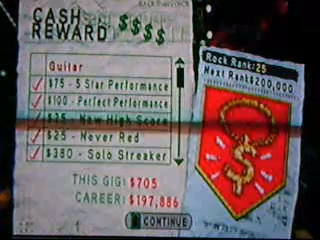 CASH
REWARD
$$$$
Guitar
$75 - 5 Star Performance
$100 - Perfect Performance
$25 - New High Score
$25 - Never Red
$380 - Solo Streaker
THIS GIG: $705
CAREER: $197,886
CONTINUE
Rock Rank: 25
Next Rank $200,000
$